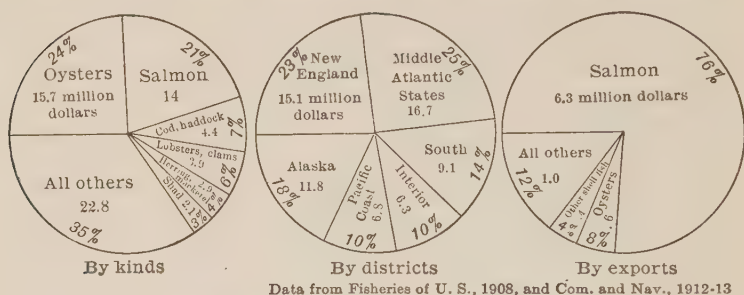 24%
Oysters
15.7 million
dollars
21%
Salmon
14
7%
Cod, haddock
4.4
6%
Lobsters, clams
3.9
4%
Herring, 2.9
mackerel
3%
Shad 2.1
All others
22.8
35%
By kinds
23%
New
England
15.1 million
dollars
25%
Middle
Atlantic
States
16.7
South
9.1
14%
Interior
6.3
10%
Pacific
Coast
6.8
10%
Alaska
11.8
18%
By districts
76%
Salmon
6.3 million dollars
All others
1.0
12%
Other shell fish
.4
4%
Oysters
.6
8%
By exports
Data from Fisheries of U. S., 1908, and Com. and Nav., 1912-13